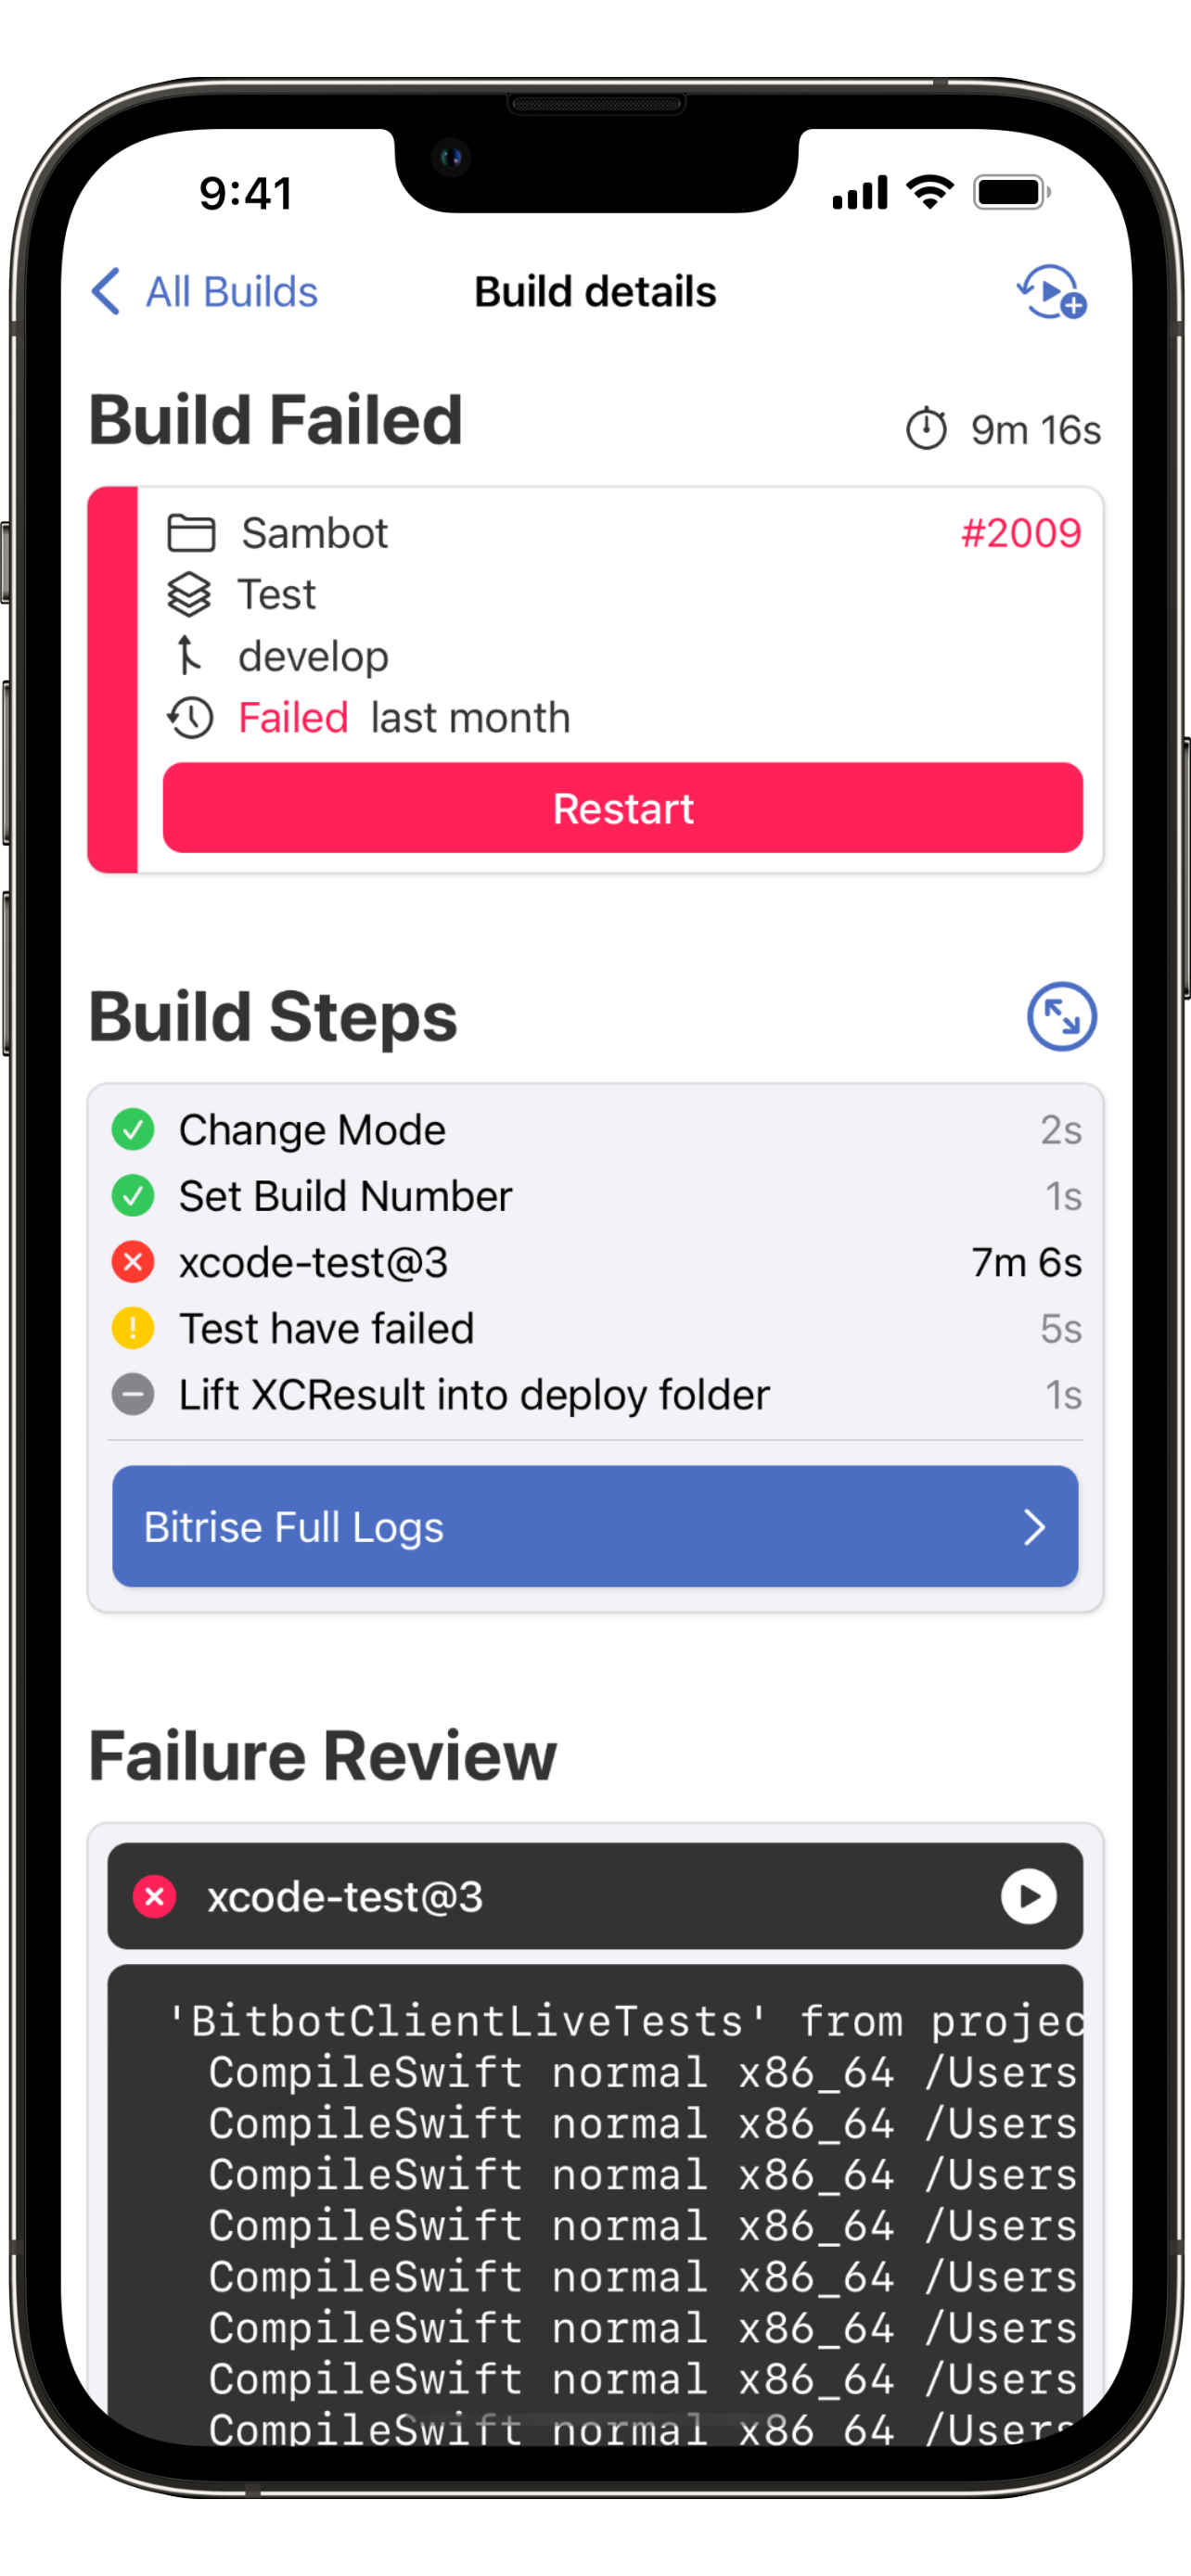 9:41
All Builds
Build details
Build Failed
9m 16s
Sambot
#2009
Test
develop
Failed last month
Restart
Build Steps
Change Mode
2s
Set Build Number
1s
xcode-test@3
7m 6s
Test have failed
5s
Lift XCResult into deploy folder
1s
Bitrise Full Logs
Failure Review
xcode-test@3
'BitbotClientLiveTests' from projec
CompileSwift normal x86_64 /Users
CompileSwift normal x86_64 /Users
CompileSwift normal x86_64 /Users
CompileSwift normal x86_64 /Users
CompileSwift normal x86_64 /Users
CompileSwift normal x86_64 /Users
CompileSwift normal x86_64 /Users
CompileSwift normal x86_64 /Users